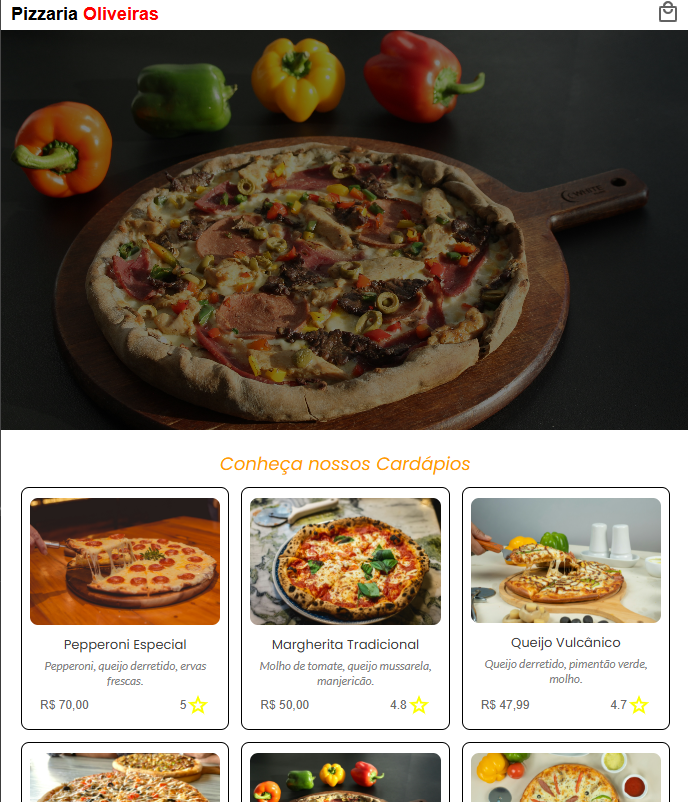 Pizzaria Oliveiras
WHITE
Conheça nossos Cardápios
Pepperoni Especial
Pepperoni, queijo derretido, ervas
frescas.
R$ 70,00
5
Margherita Tradicional
Molho de tomate, queijo mussarela,
manjericão.
R$ 50,00
4.8
Queijo Vulcânico
Queijo derretido, pimentão verde,
molho.
R$ 47,99
4.7